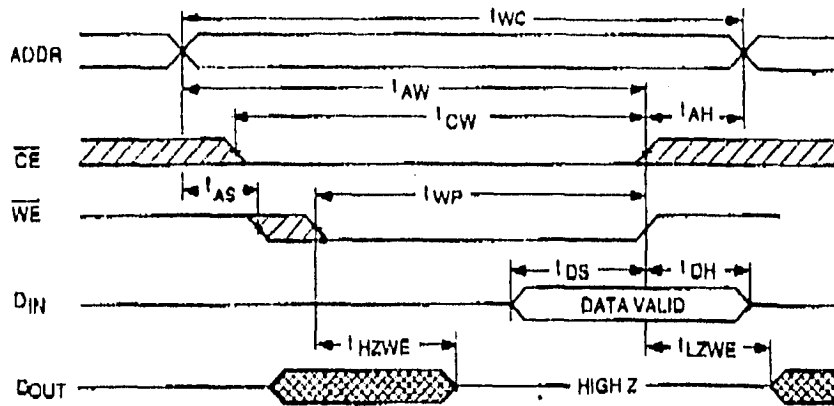 tWC
ADDR
tAW
tCW
tAH
CE
tAS
tWP
WE
tDS
tDH
DIN
DATA VALID
tHZWE
tLZWE
DOUT
HIGH Z